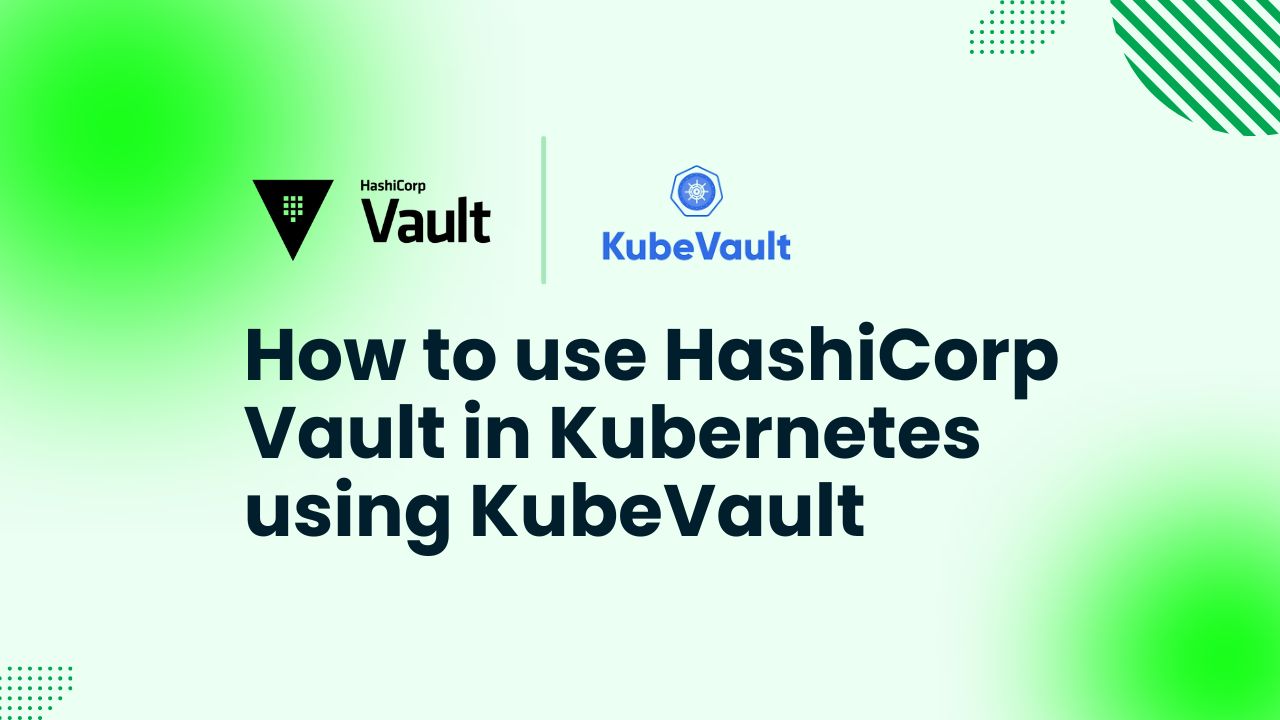 HashiCorp
Vault
KubeVault
How to use HashiCorp
Vault in Kubernetes
using KubeVault